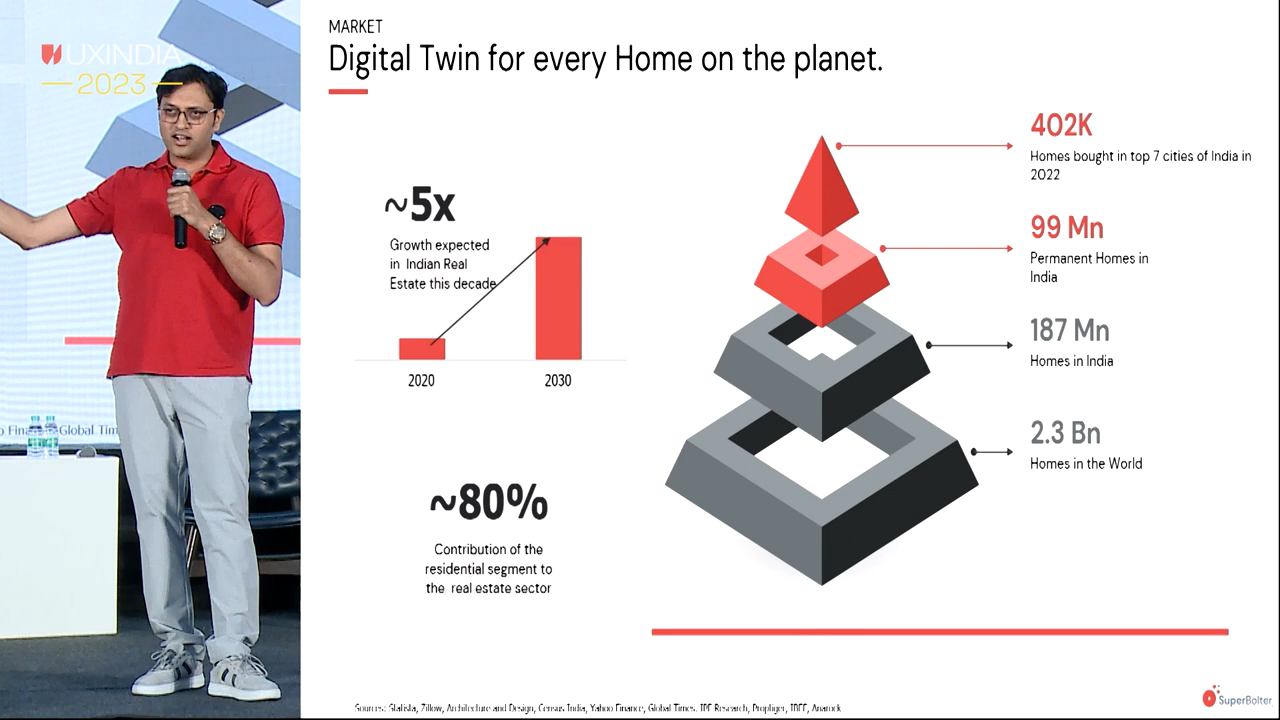 UXINDIA
2023
MARKET
Digital Twin for every Home on the planet.
~5x
Growth expected
in Indian Real
Estate this decade
2020
2030
~80%
Contribution of the
residential segment to
the real estate sector
402K
Homes bought in top 7 cities of India in
2022
99 Mn
Permanent Homes in
India
187 Mn
Homes in India
2.3 Bn
Homes in the World
o Finan Global Tim
Sources: Statista, Zillow, Architecture and Design, Census India, Yahoo Finance, Global Times, IPE Research, Proptiger, IBEF, Anarock
SuperBolter